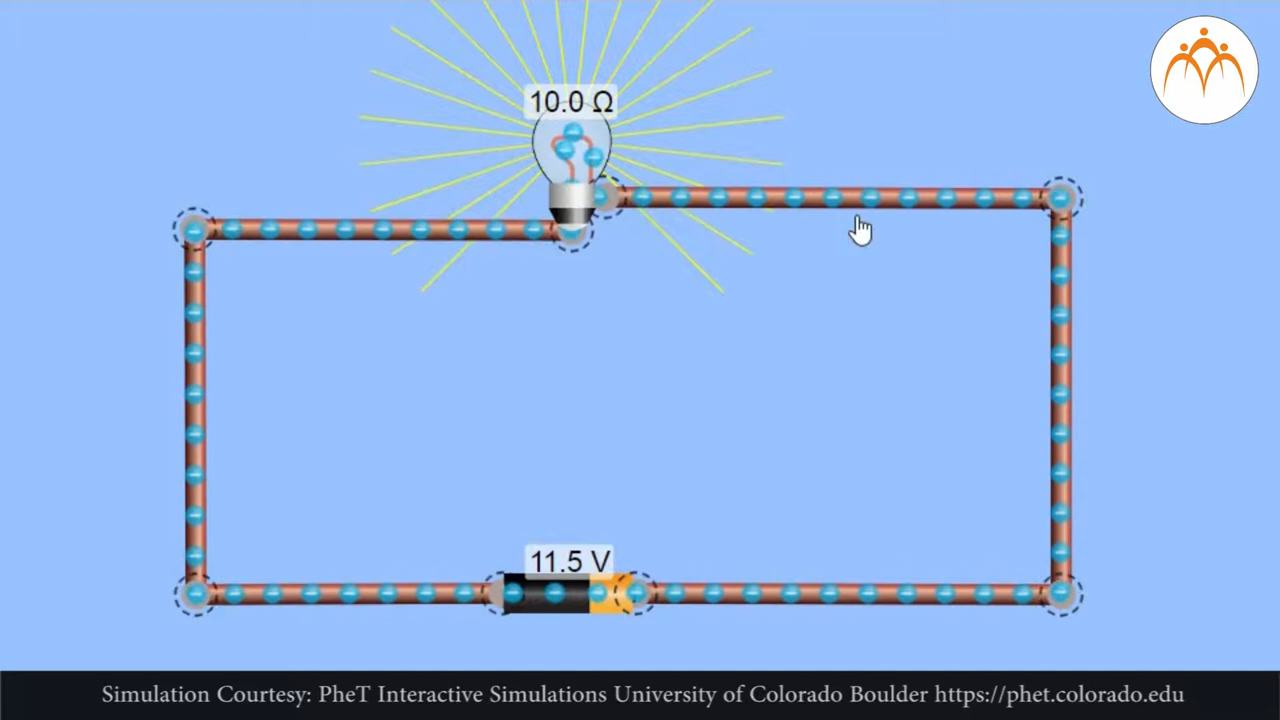 10.0 Ω
11.5 V
Simulation Courtesy: PheT Interactive Simulations University of Colorado Boulder https://phet.colorado.edu